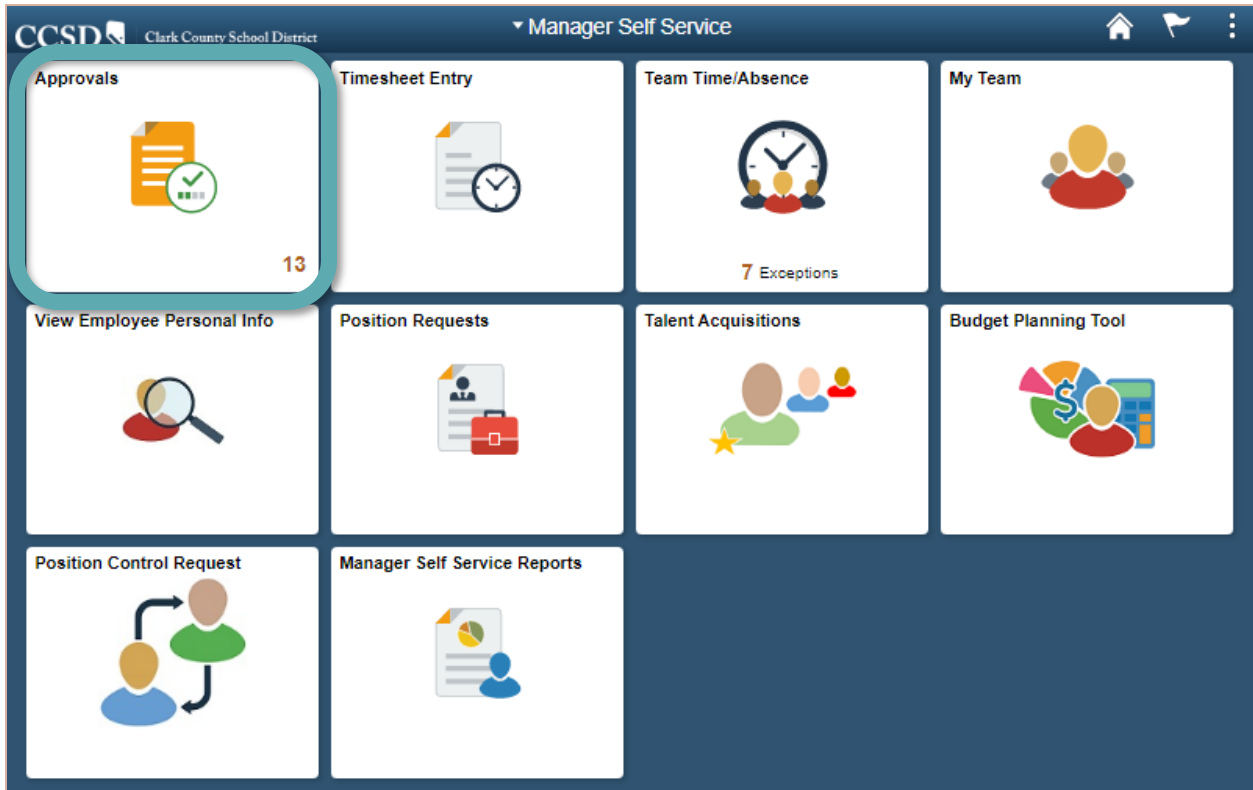 CCSD Clark County School District
Manager Self Service
Approvals
13
Timesheet Entry
Team Time/Absence
7 Exceptions
My Team
View Employee Personal Info
Position Requests
Talent Acquisitions
Budget Planning Tool
$
Position Control Request
Manager Self Service Reports